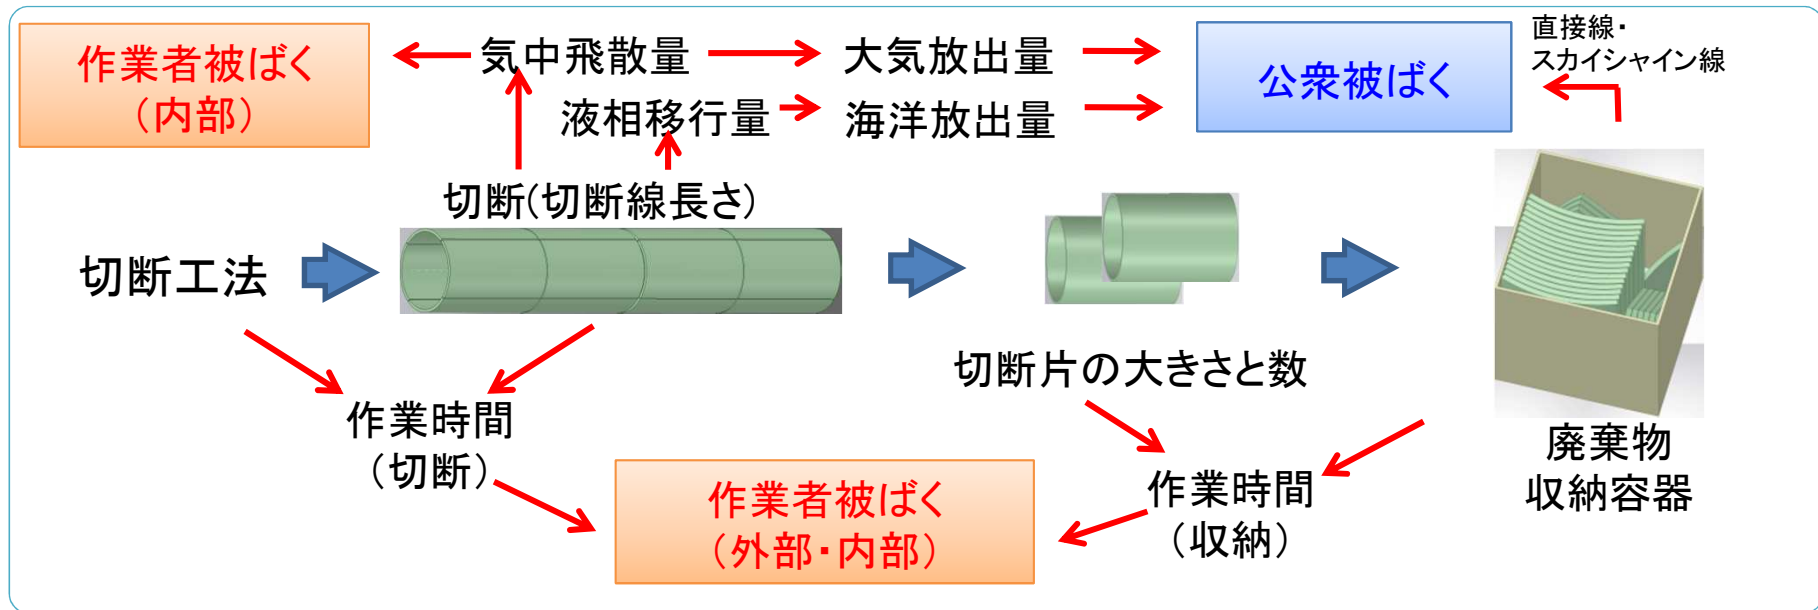 作業者被ばく
（内部）
気中飛散量
大気放出量
液相移行量
海洋放出量
公衆被ばく
直接線・
スカイシャイン線
切断(切断線長さ)
切断工法
切断片の大きさと数
廃棄物
収納容器
作業時間
（切断）
作業者被ばく
（外部・内部）
作業時間
（収納）